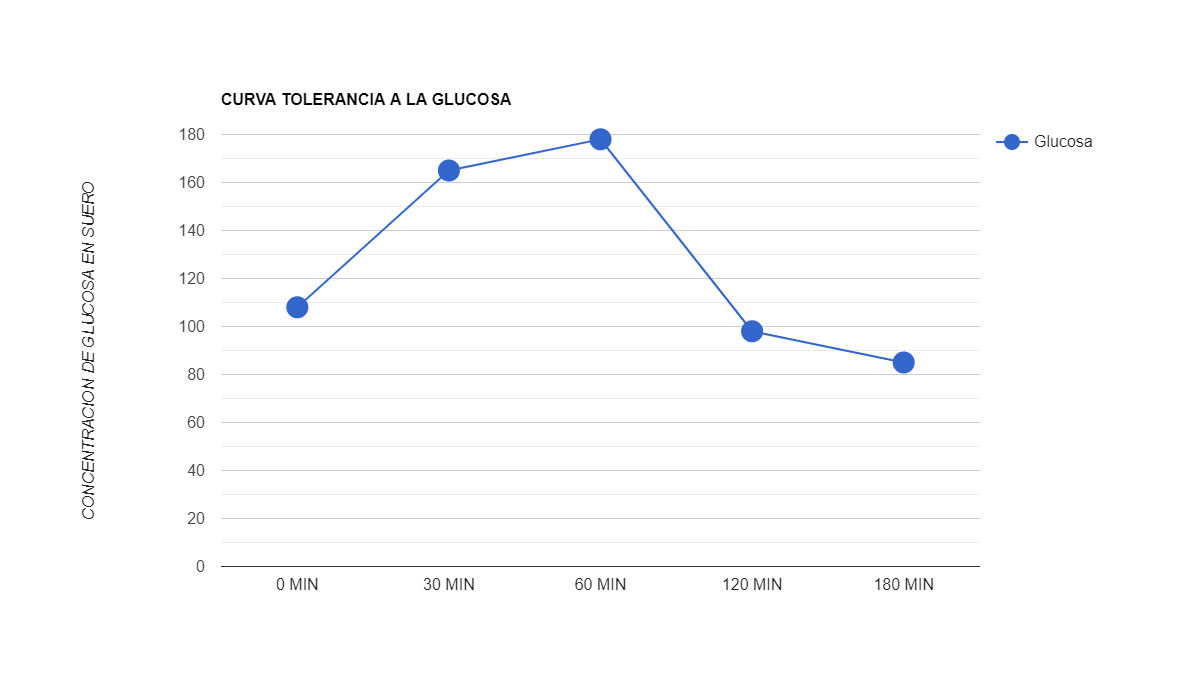 CURVA TOLERANCIA A LA GLUCOSA
Glucosa
CONCENTRACION DE GLUCOSA EN SUERO
180
160
140
120
100
80
60
40
20
0
0 MIN
30 MIN
60 MIN
120 MIN
180 MIN